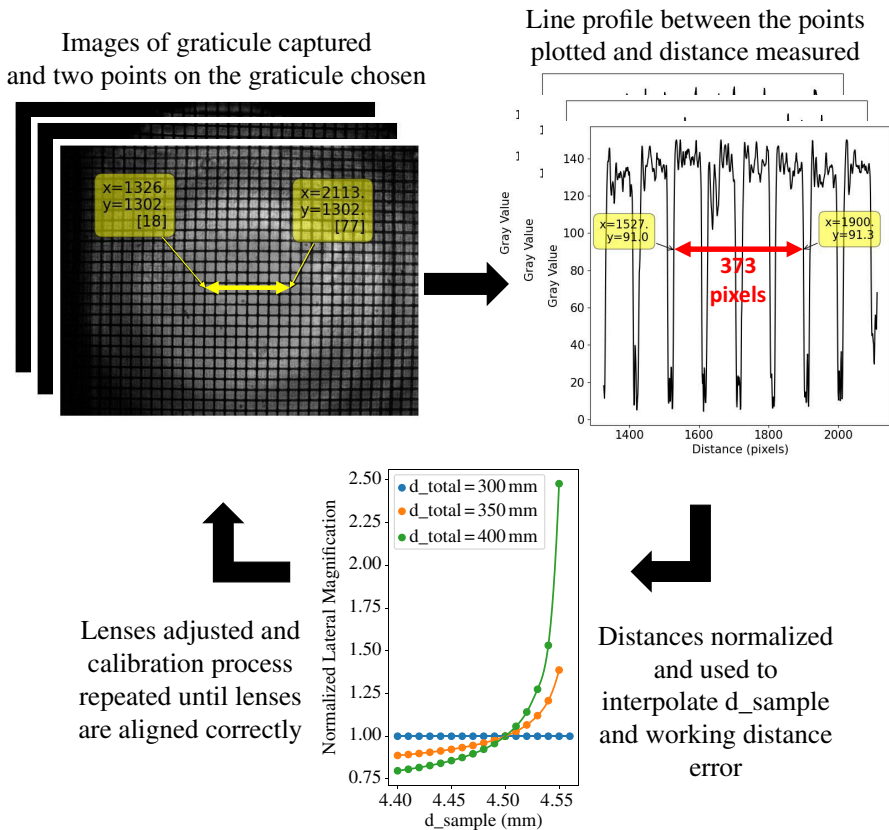 Images of graticule captured
and two points on the graticule chosen
x=1326.
y=1302.
[18]
x=2113.
y=1302.
[77]
Line profile between the points
plotted and distance measured
1
1
1
1
Gray Value
Gray Value
Gray Value
140
120
100
80
60
40
20
0
x=1527.
y=91.0
x=1900.
y=91.3
373
pixels
1400
1600
1800
2000
Distance (pixels)
Distances normalized
and used to
interpolate d_sample
and working distance
error
Normalized Lateral Magnification
2.50
2.25
2.00
1.75
1.50
1.25
1.00
0.75
d_total = 300 mm
d_total = 350 mm
d_total = 400 mm
4.40
4.45
4.50
4.55
d_sample (mm)
Lenses adjusted and
calibration process
repeated until lenses
are aligned correctly